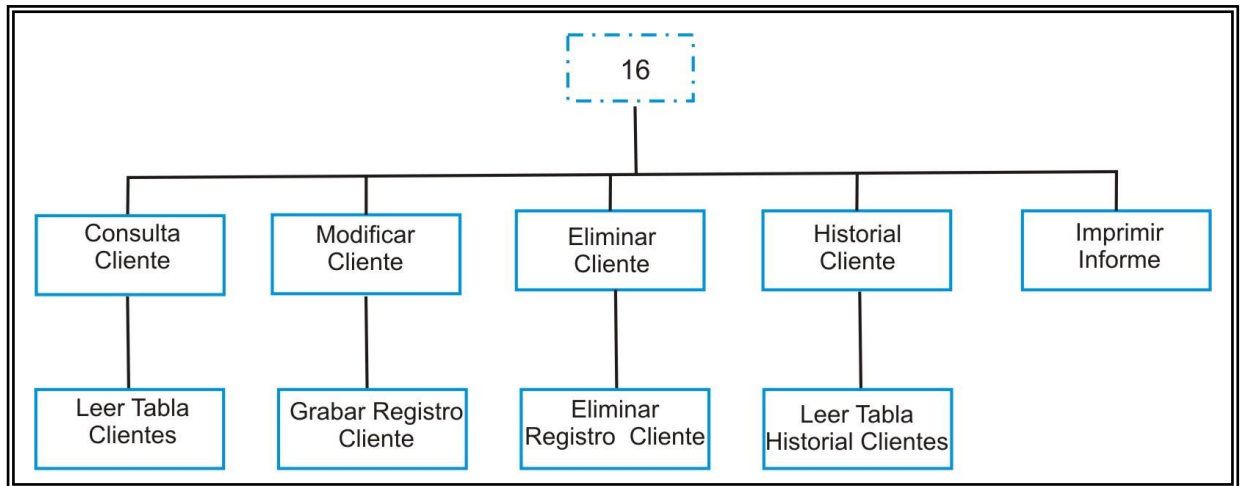 16
Consulta
Cliente
Modificar
Cliente
Eliminar
Cliente
Historial
Cliente
Imprimir
Informe
Leer Tabla
Clientes
Grabar Registro
Cliente
Eliminar
Registro Cliente
Leer Tabla
Historial Clientes